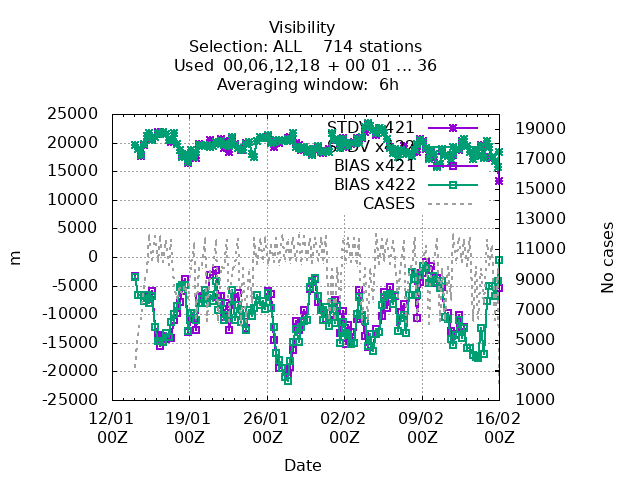 Visibility
Selection: ALL 714 stations
Used 00,06,12,18 + 00 01 ... 36
Averaging window: 6h
25000
20000
15000
10000
5000
0
-5000
-10000
-15000
-20000
-25000
19000
17000
15000
13000
11000
9000
7000
5000
3000
1000
STDV x421
STDV x422
BIAS x421
BIAS x422
CASES
m
No cases
12/01 19/01 26/01 02/02 09/02 16/02
00Z 00Z 00Z 00Z 00Z 00Z
Date